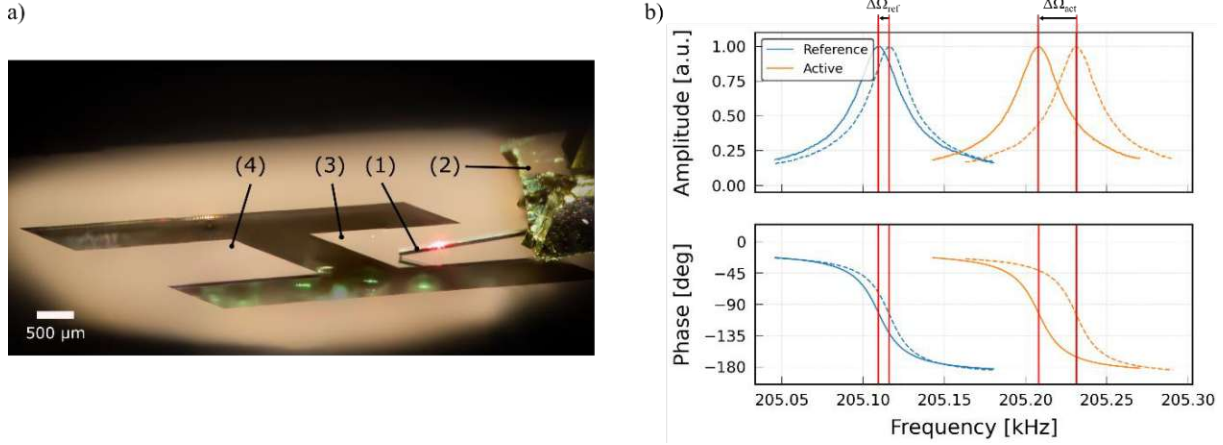 a)
(4)
(3)
(1)
(2)
500 µm
b)
ΔΩref
ΔΩact
Reference
Active
Amplitude [a.u.]
1.00
0.75
0.50
0.25
0.00
Phase [deg]
0
−45
−90
−135
−180
205.05
205.10
205.15
205.20
205.25
205.30
Frequency [kHz]